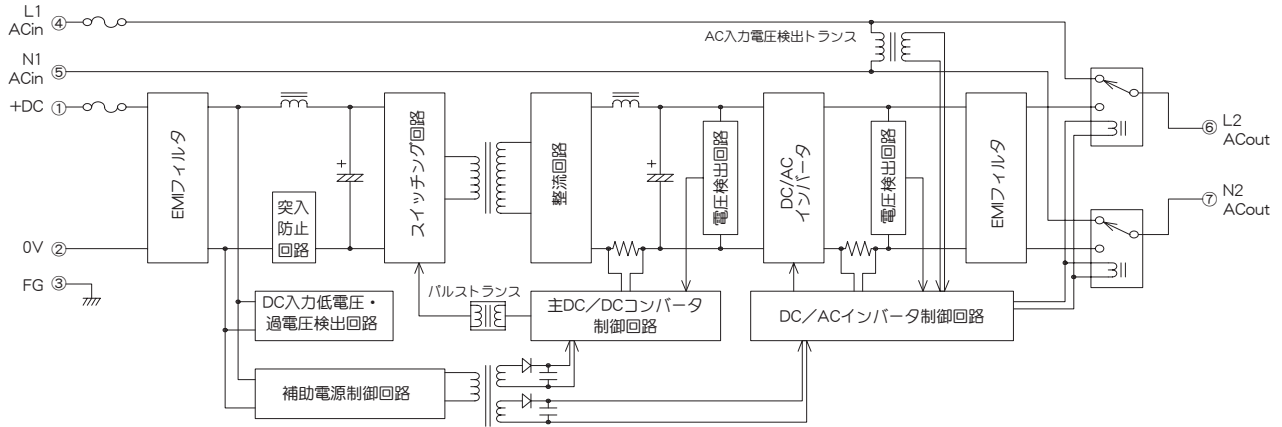 L1
ACin ④
AC入力電圧検出トランス
N1
ACin ⑤
+DC ①
EMIフィルタ
突入
防止
回路
+
スイッチング回路
整流回路
+
電圧検出回路
DC/AC
インバータ
電圧検出回路
EMIフィルタ
⑥ L2
ACout
⑦ N2
ACout
0V ②
FG ③
DC入力低電圧・
過電圧検出回路
パルストランス
主DC/DCコンバータ
制御回路
DC/ACインバータ制御回路
補助電源制御回路